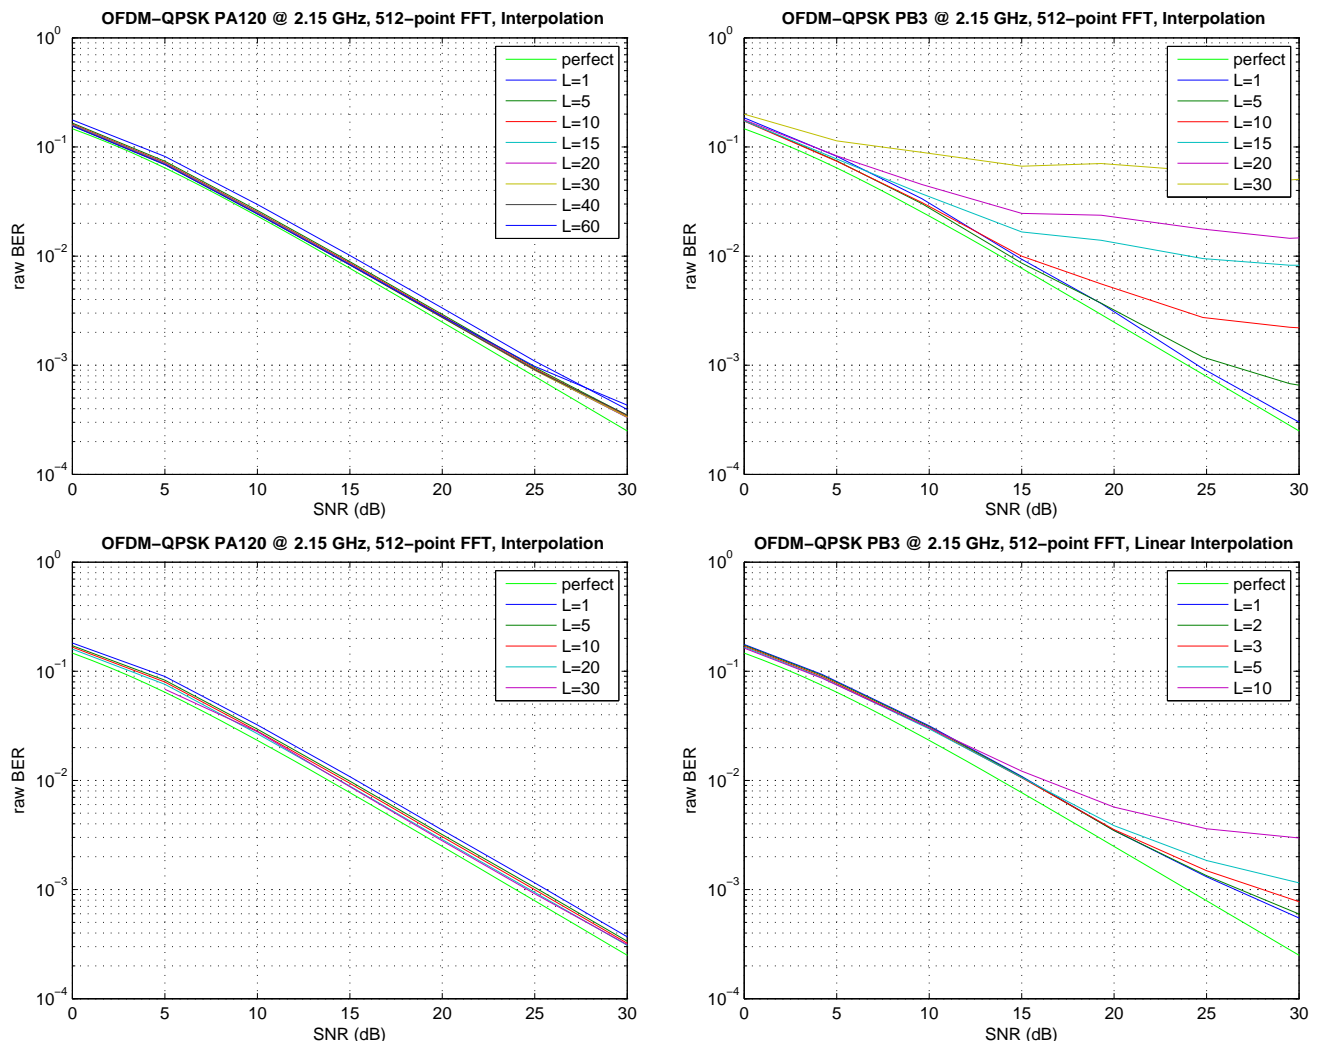 OFDM−QPSK PA120 @ 2.15 GHz, 512−point FFT, Interpolation
10^0
10^−1
10^−2
10^−3
10^−4
raw BER
0 5 10 15 20 25 30
SNR (dB)
perfect
L=1
L=5
L=10
L=15
L=20
L=30
L=40
L=60
OFDM−QPSK PB3 @ 2.15 GHz, 512−point FFT, Interpolation
10^0
10^−1
10^−2
10^−3
10^−4
raw BER
0 5 10 15 20 25 30
SNR (dB)
perfect
L=1
L=5
L=10
L=15
L=20
L=30
OFDM−QPSK PA120 @ 2.15 GHz, 512−point FFT, Interpolation
10^0
10^−1
10^−2
10^−3
10^−4
raw BER
0 5 10 15 20 25 30
SNR (dB)
perfect
L=1
L=5
L=10
L=20
L=30
OFDM−QPSK PB3 @ 2.15 GHz, 512−point FFT, Linear Interpolation
10^0
10^−1
10^−2
10^−3
10^−4
raw BER
0 5 10 15 20 25 30
SNR (dB)
perfect
L=1
L=2
L=3
L=5
L=10